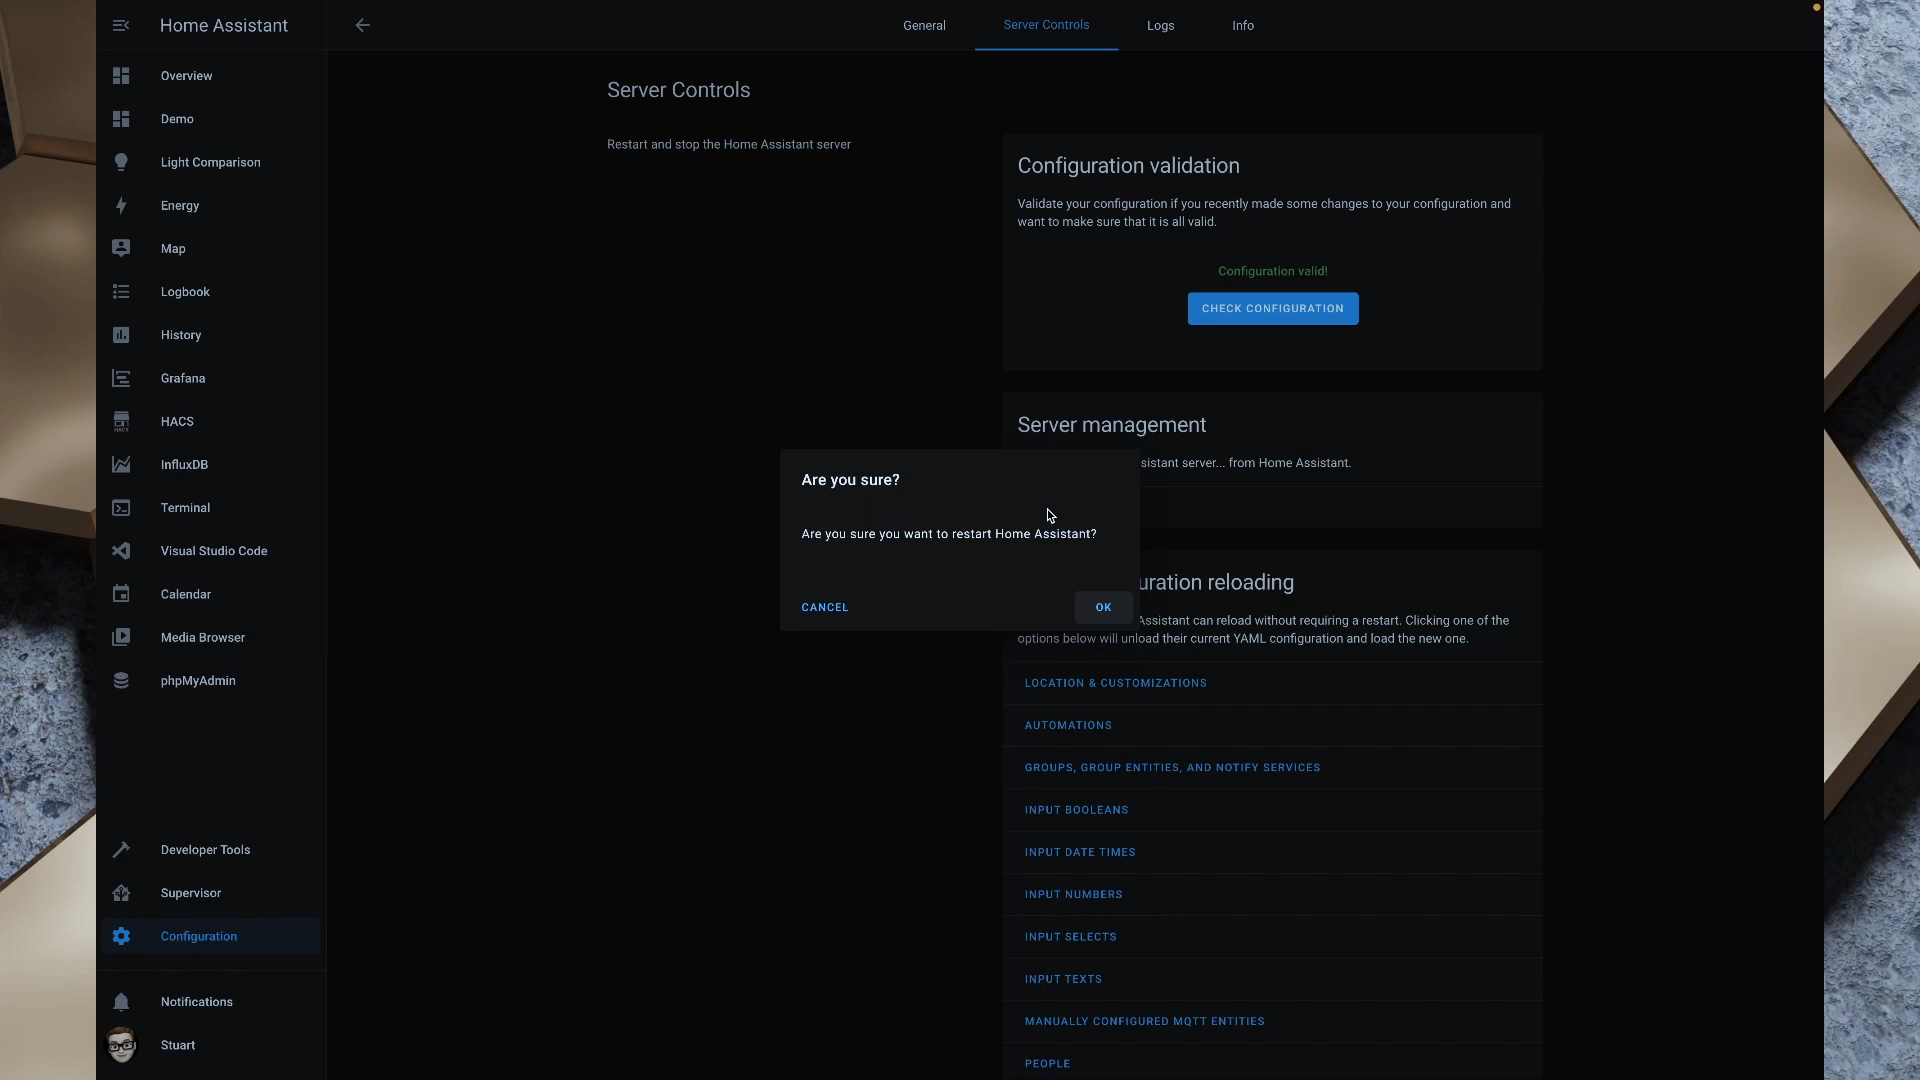 Home Assistant
Overview
Demo
Light Comparison
Energy
Map
Logbook
History
Grafana
HACS
InfluxDB
Terminal
Visual Studio Code
Calendar
Media Browser
phpMyAdmin
Developer Tools
Supervisor
Configuration
Notifications
Stuart
General
Server Controls
Logs
Info
Server Controls
Restart and stop the Home Assistant server
Configuration validation
Validate your configuration if you recently made some changes to your configuration and
want to make sure that it is all valid.
Configuration valid!
CHECK CONFIGURATION
Server management
sistant server... from Home Assistant.
Are you sure?
Are you sure you want to restart Home Assistant?
CANCEL
OK
uration reloading
Assistant can reload without requiring a restart. Clicking one of the
options below will unload their current YAML configuration and load the new one.
LOCATION & CUSTOMIZATIONS
AUTOMATIONS
GROUPS, GROUP ENTITIES, AND NOTIFY SERVICES
INPUT BOOLEANS
INPUT DATE TIMES
INPUT NUMBERS
INPUT SELECTS
INPUT TEXTS
MANUALLY CONFIGURED MQTT ENTITIES
PEOPLE